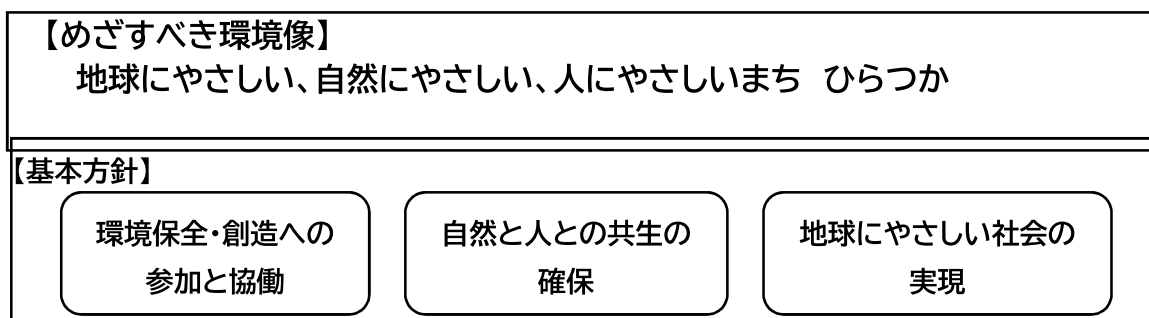 【めざすべき環境像】
地球にやさしい、自然にやさしい、人にやさしいまち　ひらつか
【基本方針】
環境保全・創造への
参加と協働
自然と人との共生の
確保
地球にやさしい社会の
実現